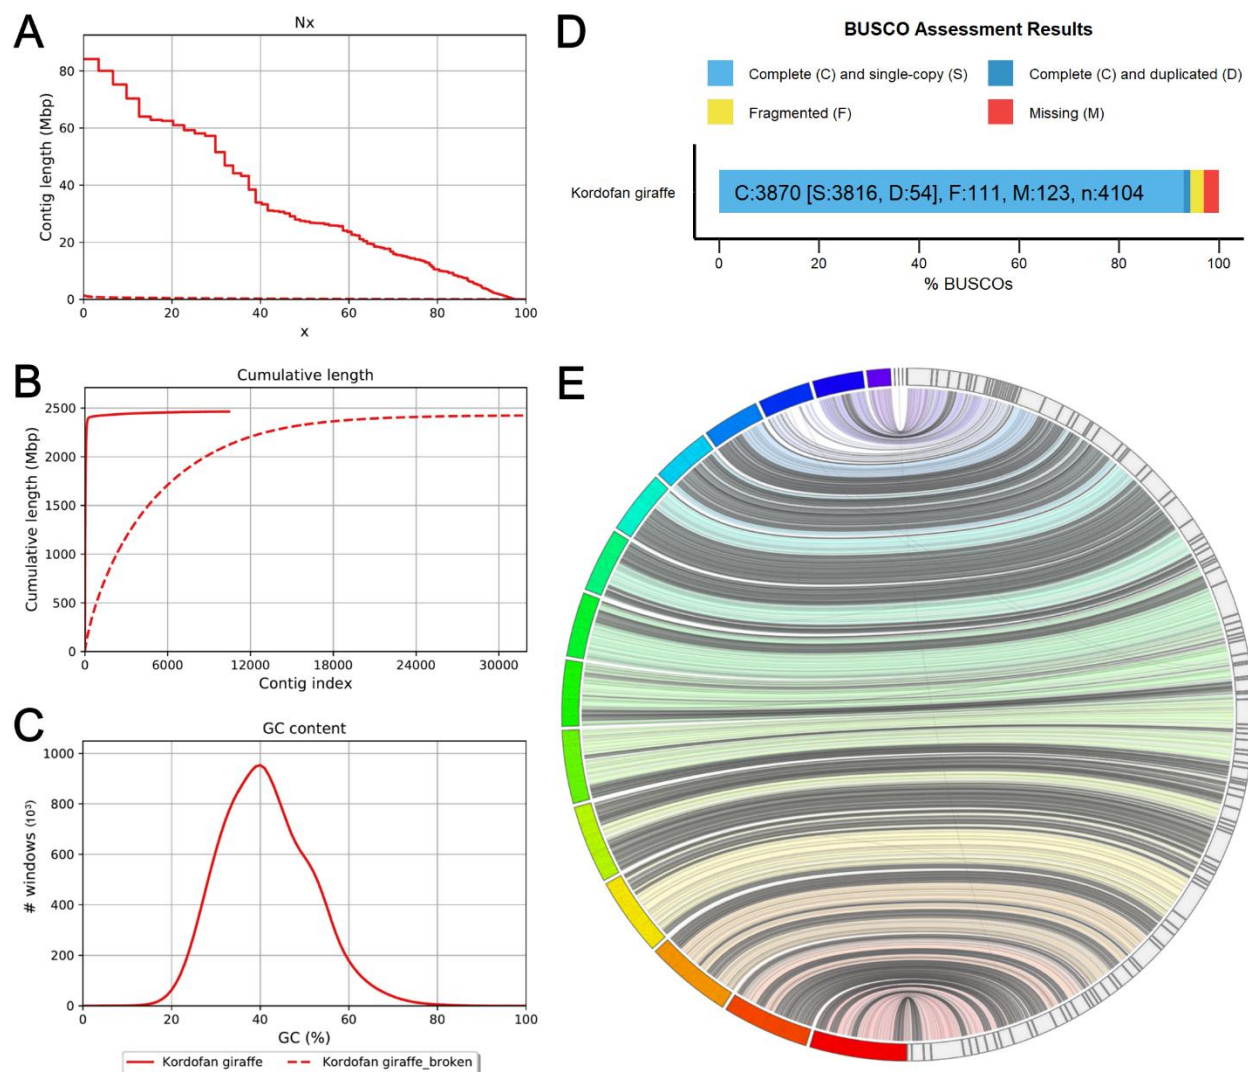 A
Nx
Contig length (Mbp)
80
60
40
20
0
0 20 40 60 80 100
x
B
Cumulative length
Cumulative length (Mbp)
2500
2000
1500
1000
500
0
0 6000 12000 18000 24000 30000
Contig index
C
GC content
# windows (10³)
1000
800
600
400
200
0
0 20 40 60 80 100
GC (%)
Kordofan giraffe Kordofan giraffe_broken
D
BUSCO Assessment Results
Complete (C) and single-copy (S) Complete (C) and duplicated (D)
Fragmented (F) Missing (M)
Kordofan giraffe
C:3870 [S:3816, D:54], F:111, M:123, n:4104
0 20 40 60 80 100
% BUSCOs
E